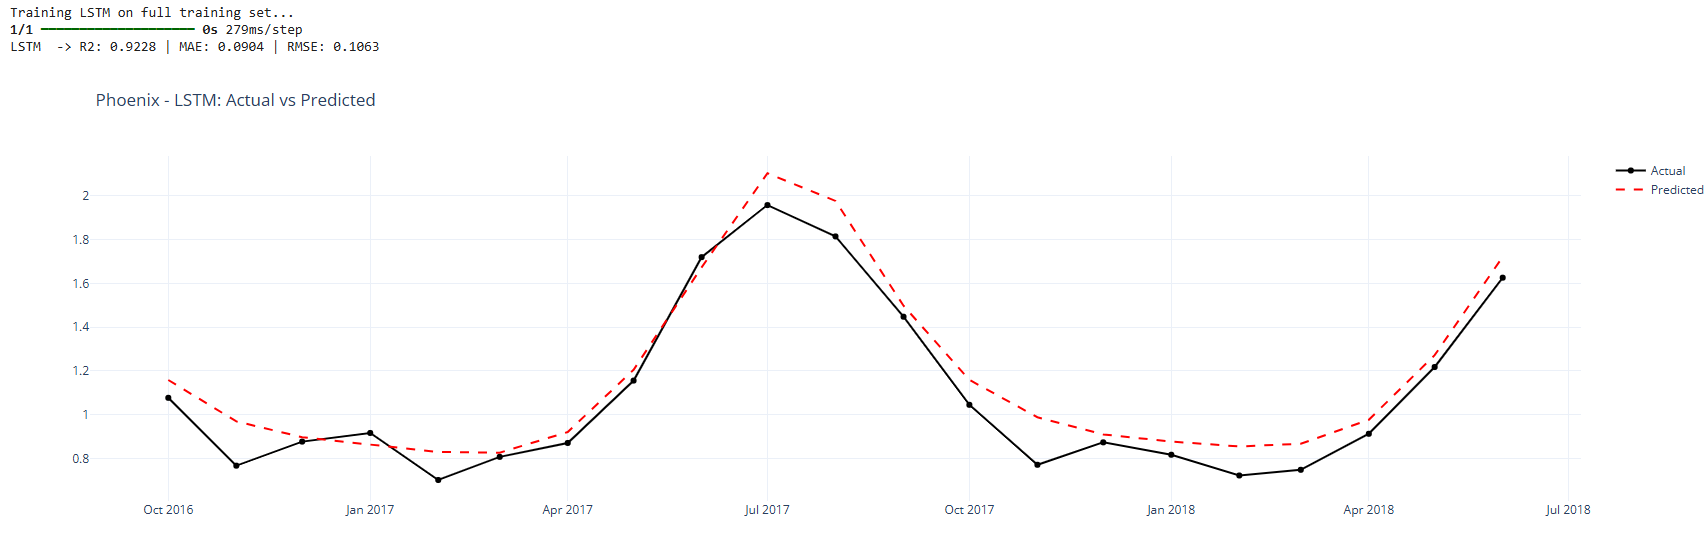 Training LSTM on full training set...
1/1 ━━━━━━━━━━━━━━━━━━━━ 0s 279ms/step
LSTM  -> R2: 0.9228 | MAE: 0.0904 | RMSE: 0.1063
Phoenix - LSTM: Actual vs Predicted
Actual
Predicted
2
1.8
1.6
1.4
1.2
1
0.8
Oct 2016 Jan 2017 Apr 2017 Jul 2017 Oct 2017 Jan 2018 Apr 2018 Jul 2018